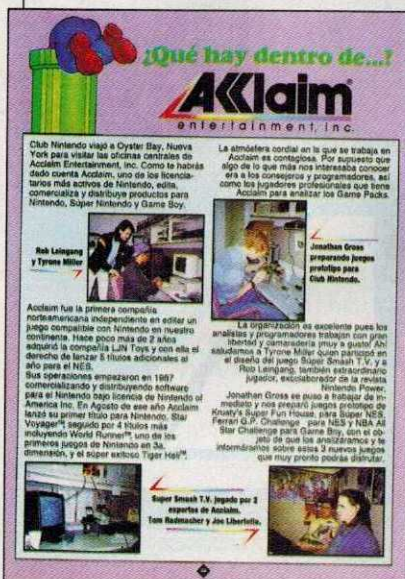 ¿Qué hay dentro de...?
AKKlaim
entertainment, inc.
Club Nintendo viajó a Oyster Bay, Nueva
York para visitar las oficinas centrales de
Acclaim Entertainment, Inc. Como te habrás
dado cuenta Acclaim, uno de los licencia-
tarios más activos de Nintendo, edita,
comercializa y distribuye productos para
Nintendo, Súper Nintendo y Game Boy.
Rob Leingang
y Tyrone Miller
Acclaim fue la primera compañía
norteamericana independiente en editar un
juego compatible con Nintendo en nuestro
continente. Hace poco más de 2 años
adquirió la compañía LJN Toys y con ella el
derecho de lanzar 5 títulos adicionales al
año para el NES.
Sus operaciones empezaron en 1987
comercializando y distribuyendo software
para el Nintendo bajo licencia de Nintendo of
America Inc. En Agosto de ese año Acclaim
lanzó su primer título para Nintendo, Star
Voyager™, seguido por 4 títulos más
incluyendo World Runner™, uno de los
primeros juegos de Nintendo en 3a.
dimensión, y el súper exitoso Tiger Heli™.
La atmósfera cordial en la que se trabaja en
Acclaim es contagiosa. Por supuesto que
algo de lo que más nos interesaba conocer
era a los consejeros y programadores, así
como los jugadores profesionales que tiene
Acclaim para analizar los Game Packs.
Jonathan Gross
preparando juegos
prototipo para
Club Nintendo.
La organización es excelente pues los
analistas y programadores trabajan con gran
libertad y camaradería ¡muy a gusto! Ahí
saludamos a Tyrone Miller quien participó en
el diseño del juego Súper Smash T.V. y a
Rob Leingang, también extraordinario
jugador, excolaborador de la revista
Nintendo Power.
Jonathan Gross se puso a trabajar de in-
mediato y nos preparó juegos prototipo de
Krusty's Super Fun House, para Súper NES,
Ferrari G.P. Challenge para NES y NBA All
Star Challenge para Game Boy, con el ob-
jeto de que los analizáramos y te
informáramos sobre estos 3 nuevos juegos
que muy pronto podrás disfrutar.
Super Smash T.V. jugado por 2
expertos de Acclaim.
Tom Radmacher y Joe Libertella.